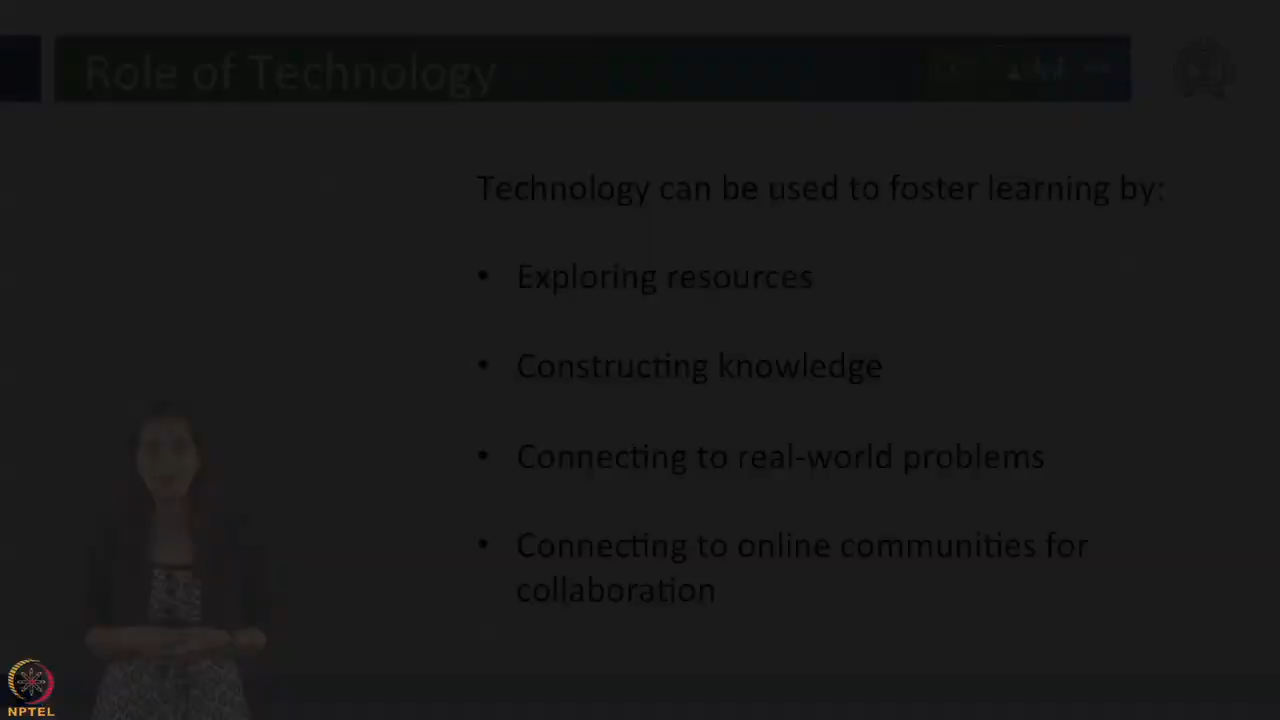 Role of Technology
Technology can be used to foster learning by:
• Exploring resources
• Constructing knowledge
• Connecting to real-world problems
• Connecting to online communities for
collaboration
NPTEL